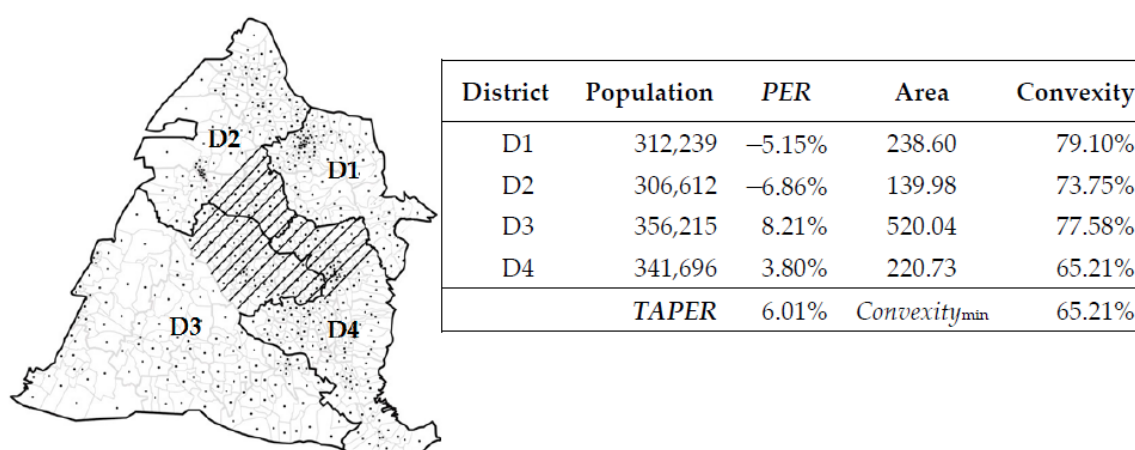 D2
D1
D3
D4
District Population PER Area Convexity
D1 312,239 −5.15% 238.60 79.10%
D2 306,612 −6.86% 139.98 73.75%
D3 356,215 8.21% 520.04 77.58%
D4 341,696 3.80% 220.73 65.21%
TAPER 6.01% Convexitymin 65.21%